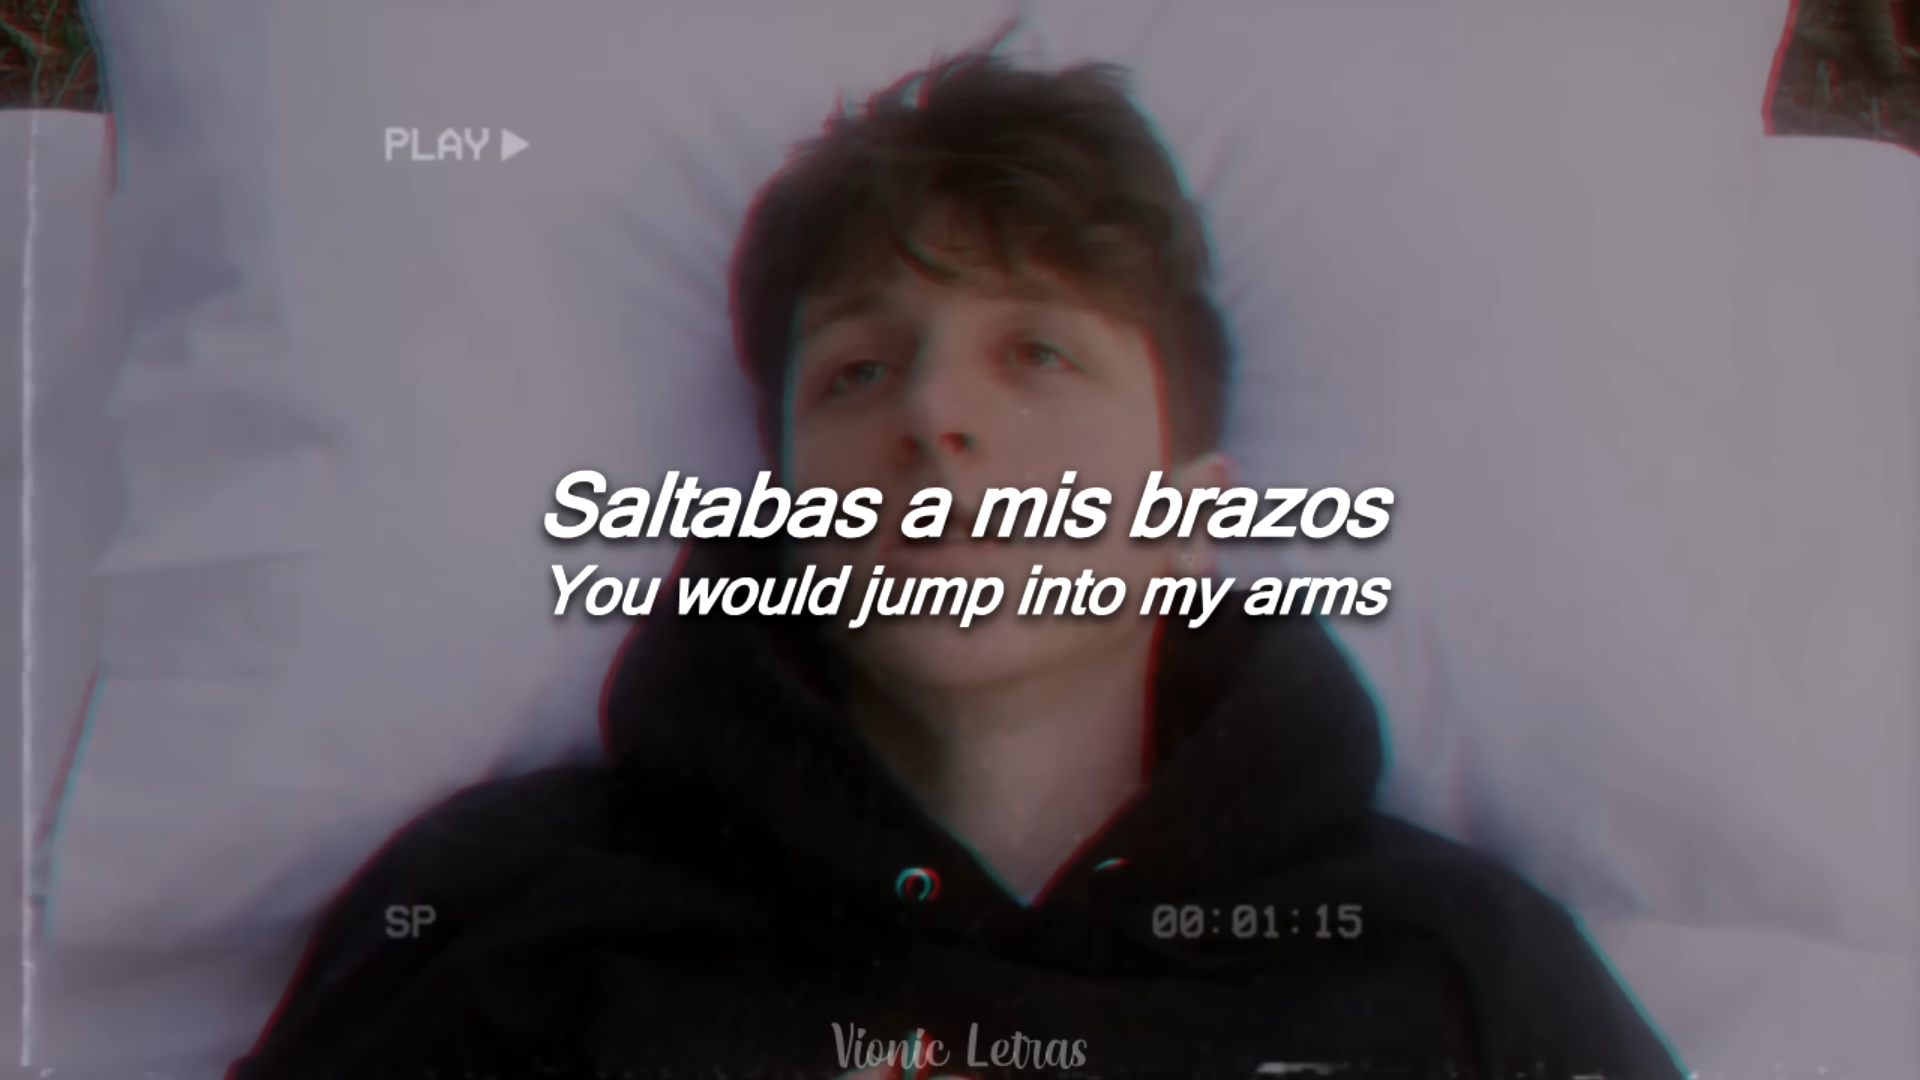 PLAY
Saltabas a mis brazos
You would jump into my arms
SP
00:01:15
Vionic Letras